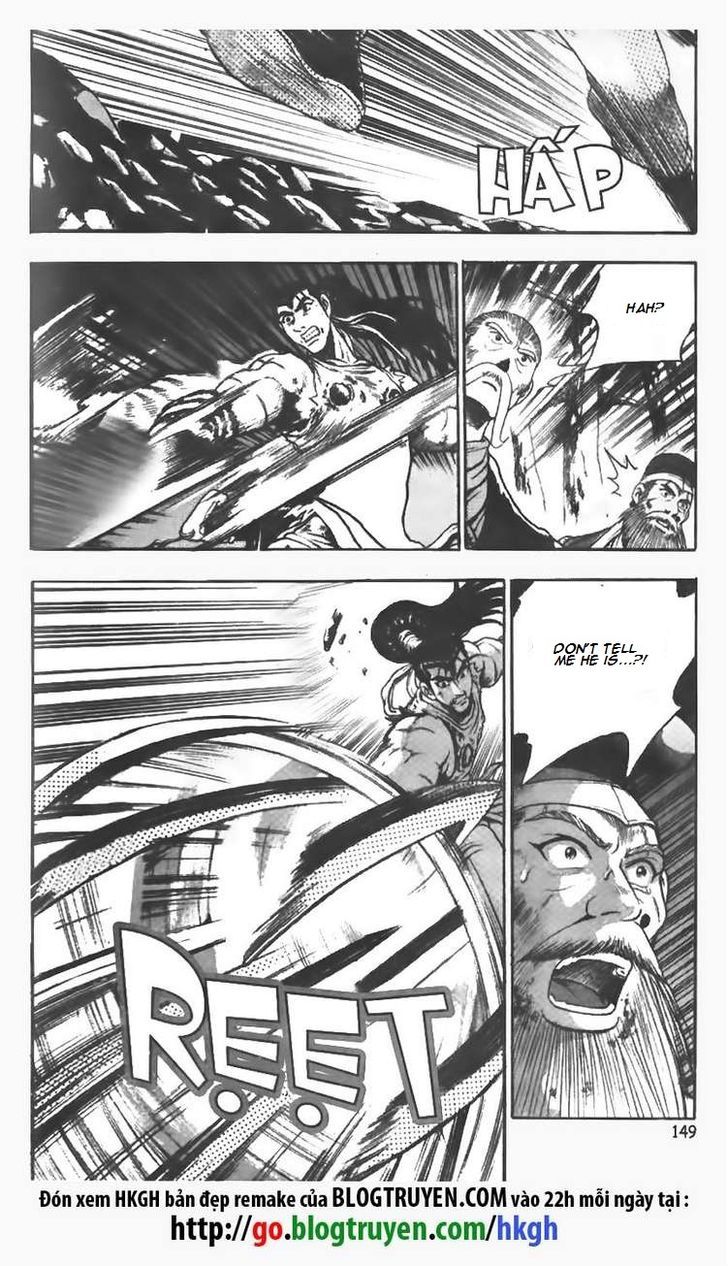 HẤP
HAH?
DON'T TELL
ME HE IS...?!
RẸẸT
149
Đón xem HKGH bản đẹp remake của BLOGTRUYEN.COM vào 22h mỗi ngày tại :
http://go.blogtruyen.com/hkgh